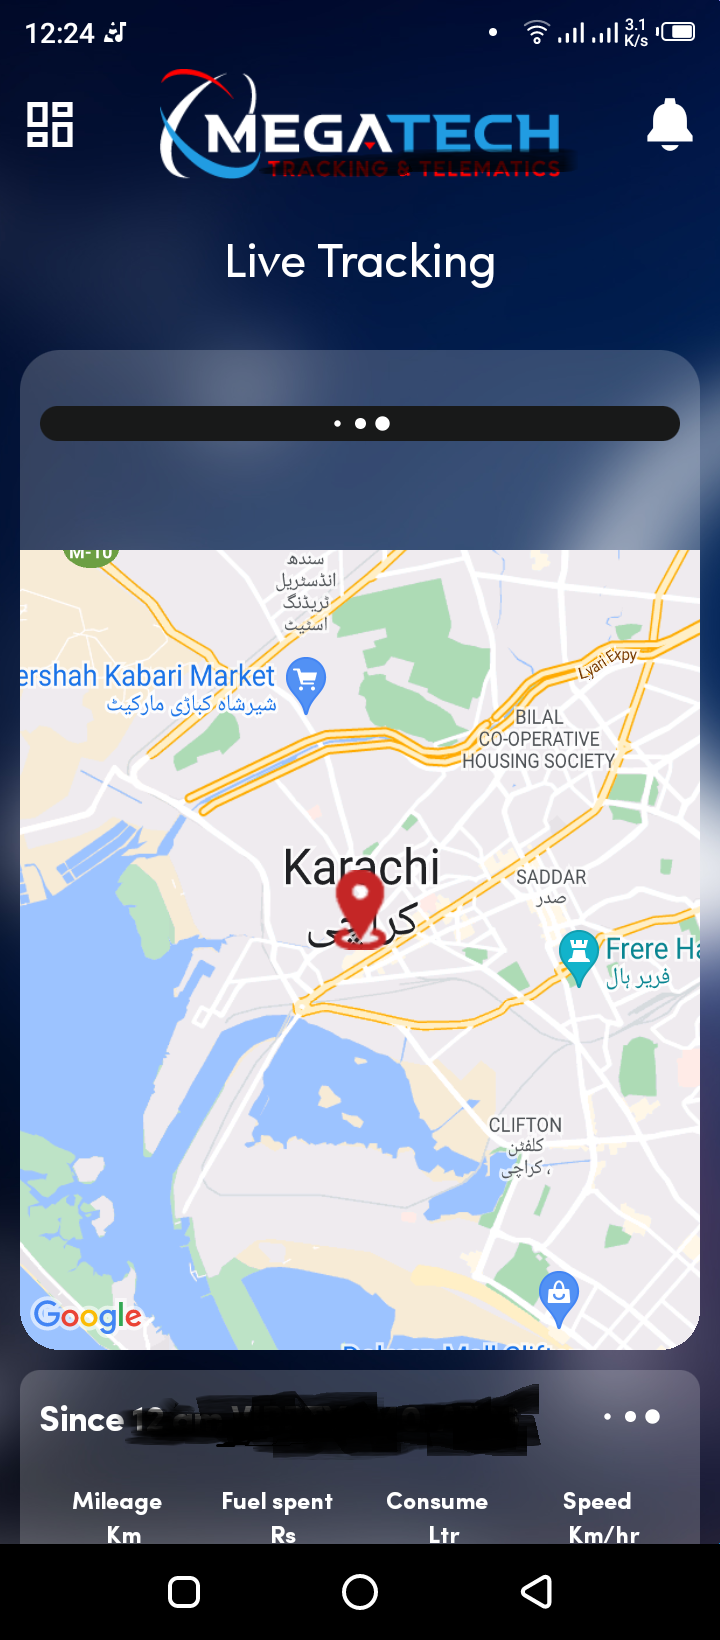 12:24
3.1
K/s
MEGATECH
TRACKING & TELEMATICS
Live Tracking
M-10
سندھ
انڈسٹریل
ٹریڈنگ
اسٹیٹ
ershah Kabari Market
شیرشاہ کباڑی مارکیٹ
Lyari Expy
BILAL
CO-OPERATIVE
HOUSING SOCIETY
Karachi
کراچی
SADDAR
صدر
Frere Ha
فریر ہال
CLIFTON
کلفٹن
، کراچی
Google
Since 12 am
Mileage
Fuel spent
Consume
Speed
Km
Rs
Ltr
Km/hr